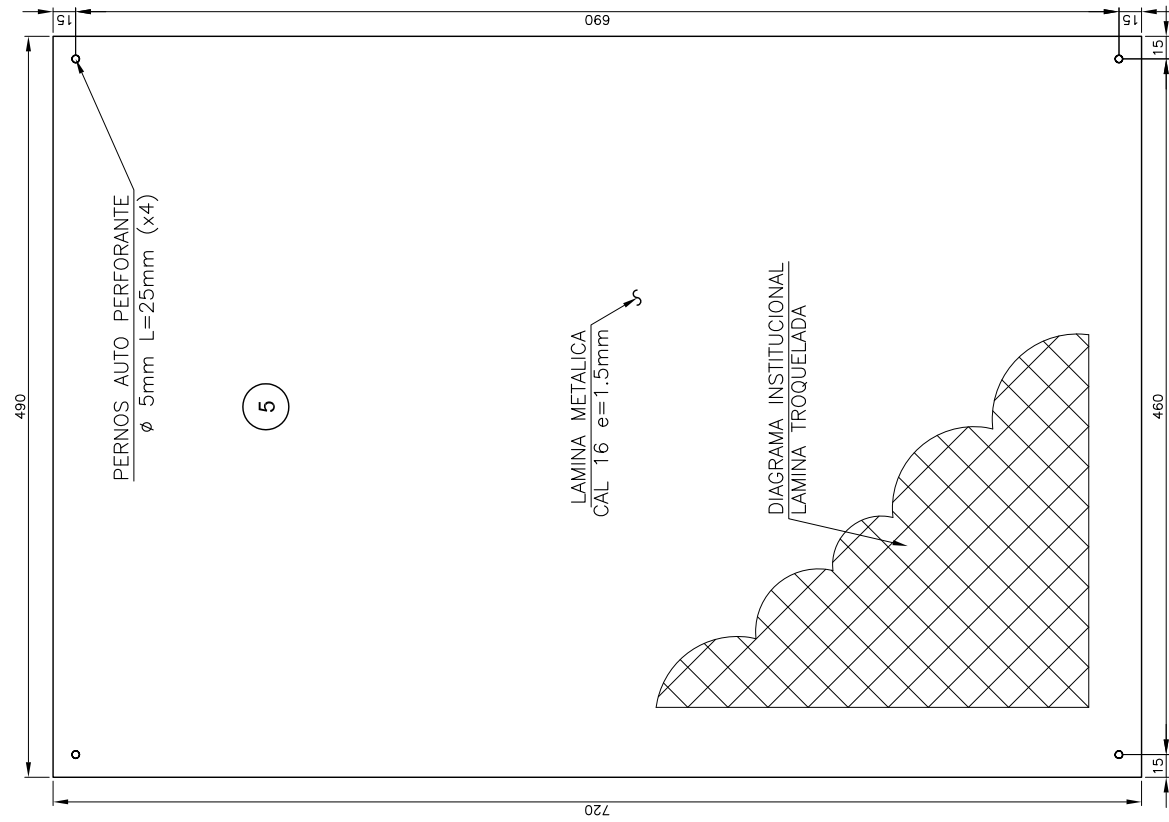 490
15
690
15
PERNOS AUTO PERFORANTE
ø 5mm L=25mm (x4)
5
LAMINA METALICA
CAL 16 e=1.5mm
DIAGRAMA INSTITUCIONAL
LAMINA TROQUELADA
720
15
460
15